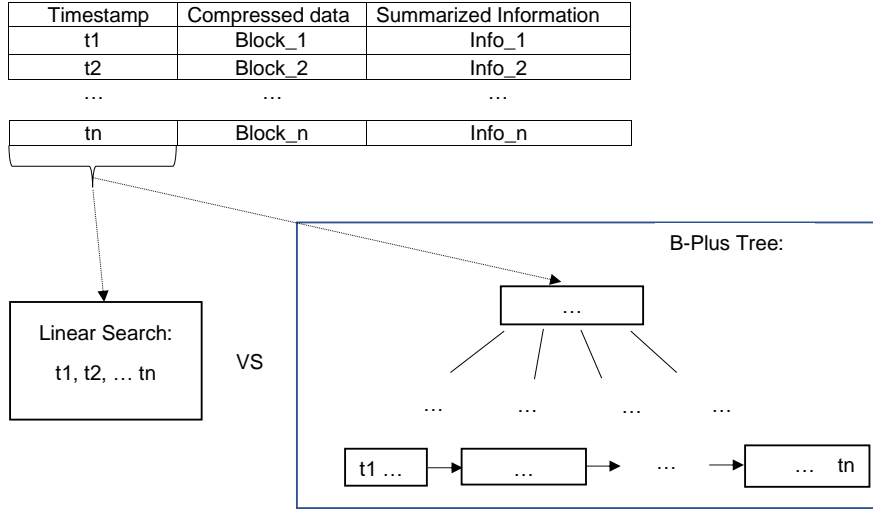 Timestamp Compressed data Summarized Information
t1 Block_1 Info_1
t2 Block_2 Info_2
… … …
tn Block_n Info_n
B-Plus Tree:
…
Linear Search:
t1, t2, … tn
VS
… … … …
t1 … … … … tn